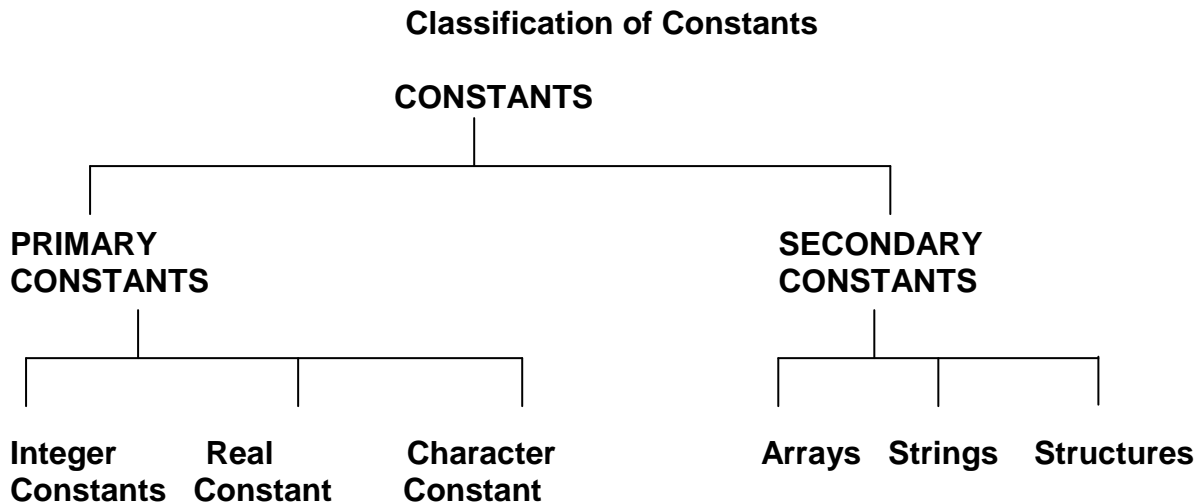 Classification of Constants
CONSTANTS
PRIMARY
CONSTANTS
SECONDARY
CONSTANTS
Integer
Constants
Real
Constant
Character
Constant
Arrays
Strings
Structures